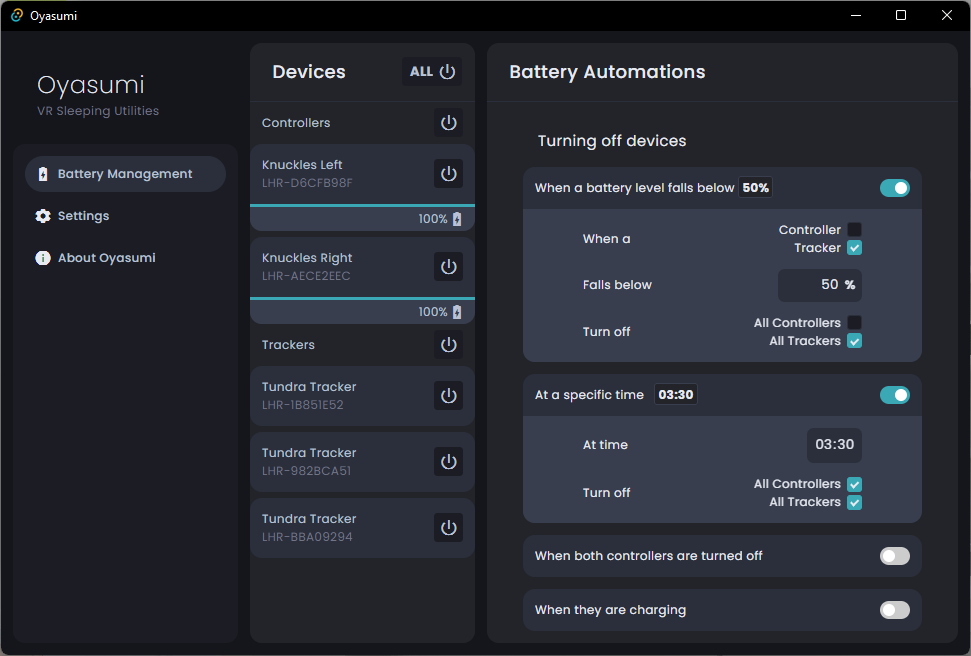 Oyasumi
Oyasumi
VR Sleeping Utilities
Battery Management
Settings
About Oyasumi
Devices
ALL
Controllers
Knuckles Left
LHR-D6CFB98F
100%
Knuckles Right
LHR-AECE2EEC
100%
Trackers
Tundra Tracker
LHR-1B851E52
Tundra Tracker
LHR-982BCA51
Tundra Tracker
LHR-BBA09294
Battery Automations
Turning off devices
When a battery level falls below 50%
When a
Controller
Tracker
Falls below
50 %
Turn off
All Controllers
All Trackers
At a specific time 03:30
At time
03:30
Turn off
All Controllers
All Trackers
When both controllers are turned off
When they are charging